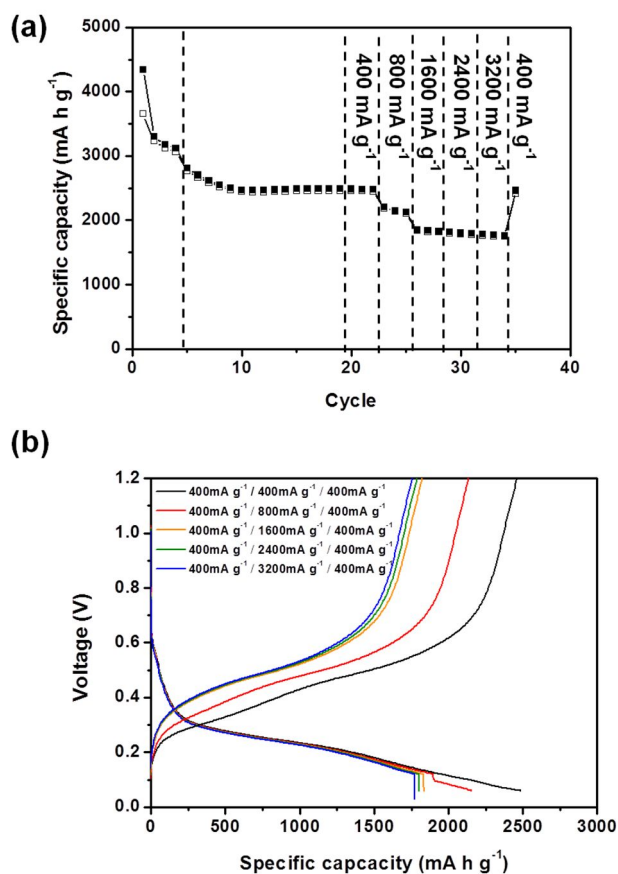 (a)
5000
4000
3000
2000
1000
0
Specific capacity (mA h g⁻¹)
400 mA g⁻¹
800 mA g⁻¹
1600 mA g⁻¹
2400 mA g⁻¹
3200 mA g⁻¹
400 mA g⁻¹
0 10 20 30 40
Cycle
(b)
1.2
1.0
0.8
0.6
0.4
0.2
0.0
Voltage (V)
400mA g⁻¹ / 400mA g⁻¹ / 400mA g⁻¹
400mA g⁻¹ / 800mA g⁻¹ / 400mA g⁻¹
400mA g⁻¹ / 1600mA g⁻¹ / 400mA g⁻¹
400mA g⁻¹ / 2400mA g⁻¹ / 400mA g⁻¹
400mA g⁻¹ / 3200mA g⁻¹ / 400mA g⁻¹
0 500 1000 1500 2000 2500 3000
Specific capcacity (mA h g⁻¹)